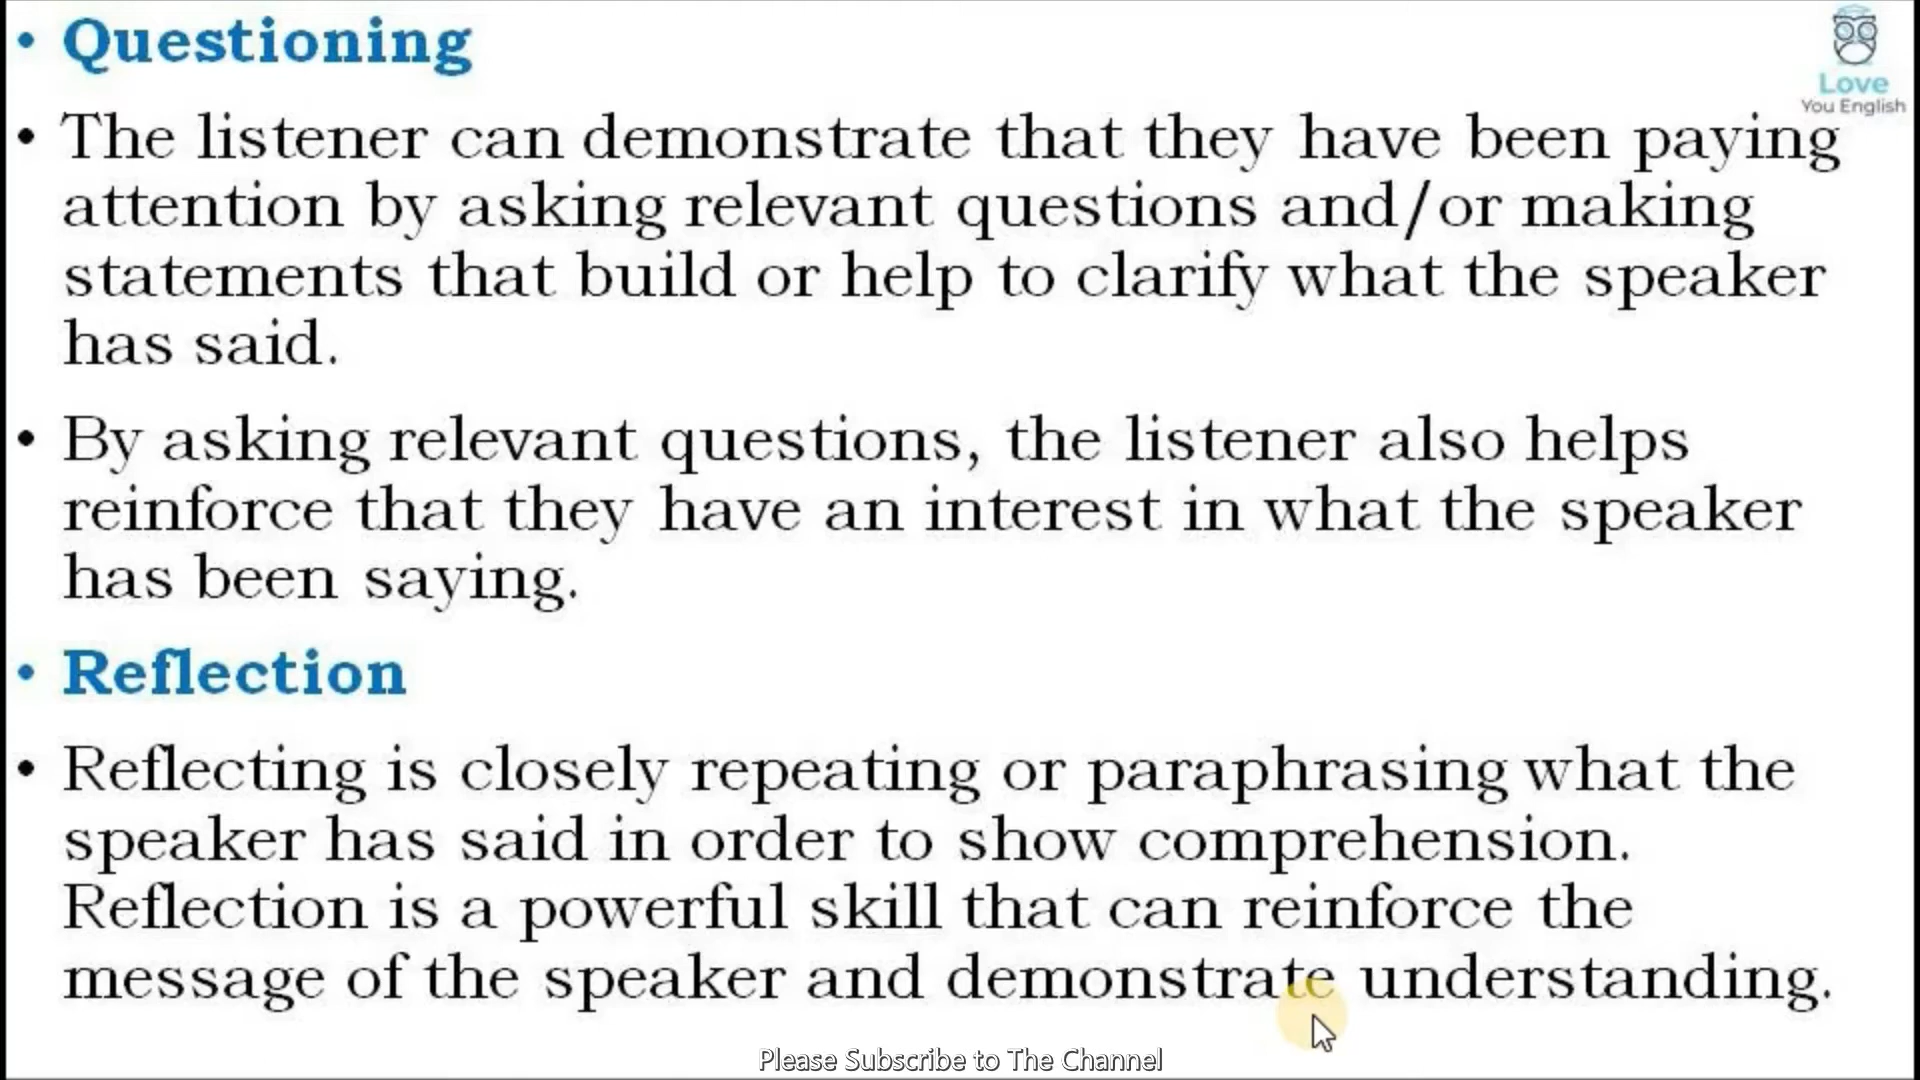 • Questioning
Love
You English
• The listener can demonstrate that they have been paying
attention by asking relevant questions and/or making
statements that build or help to clarify what the speaker
has said.
• By asking relevant questions, the listener also helps
reinforce that they have an interest in what the speaker
has been saying.
• Reflection
• Reflecting is closely repeating or paraphrasing what the
speaker has said in order to show comprehension.
Reflection is a powerful skill that can reinforce the
message of the speaker and demonstrate understanding.
Please Subscribe to The Channel